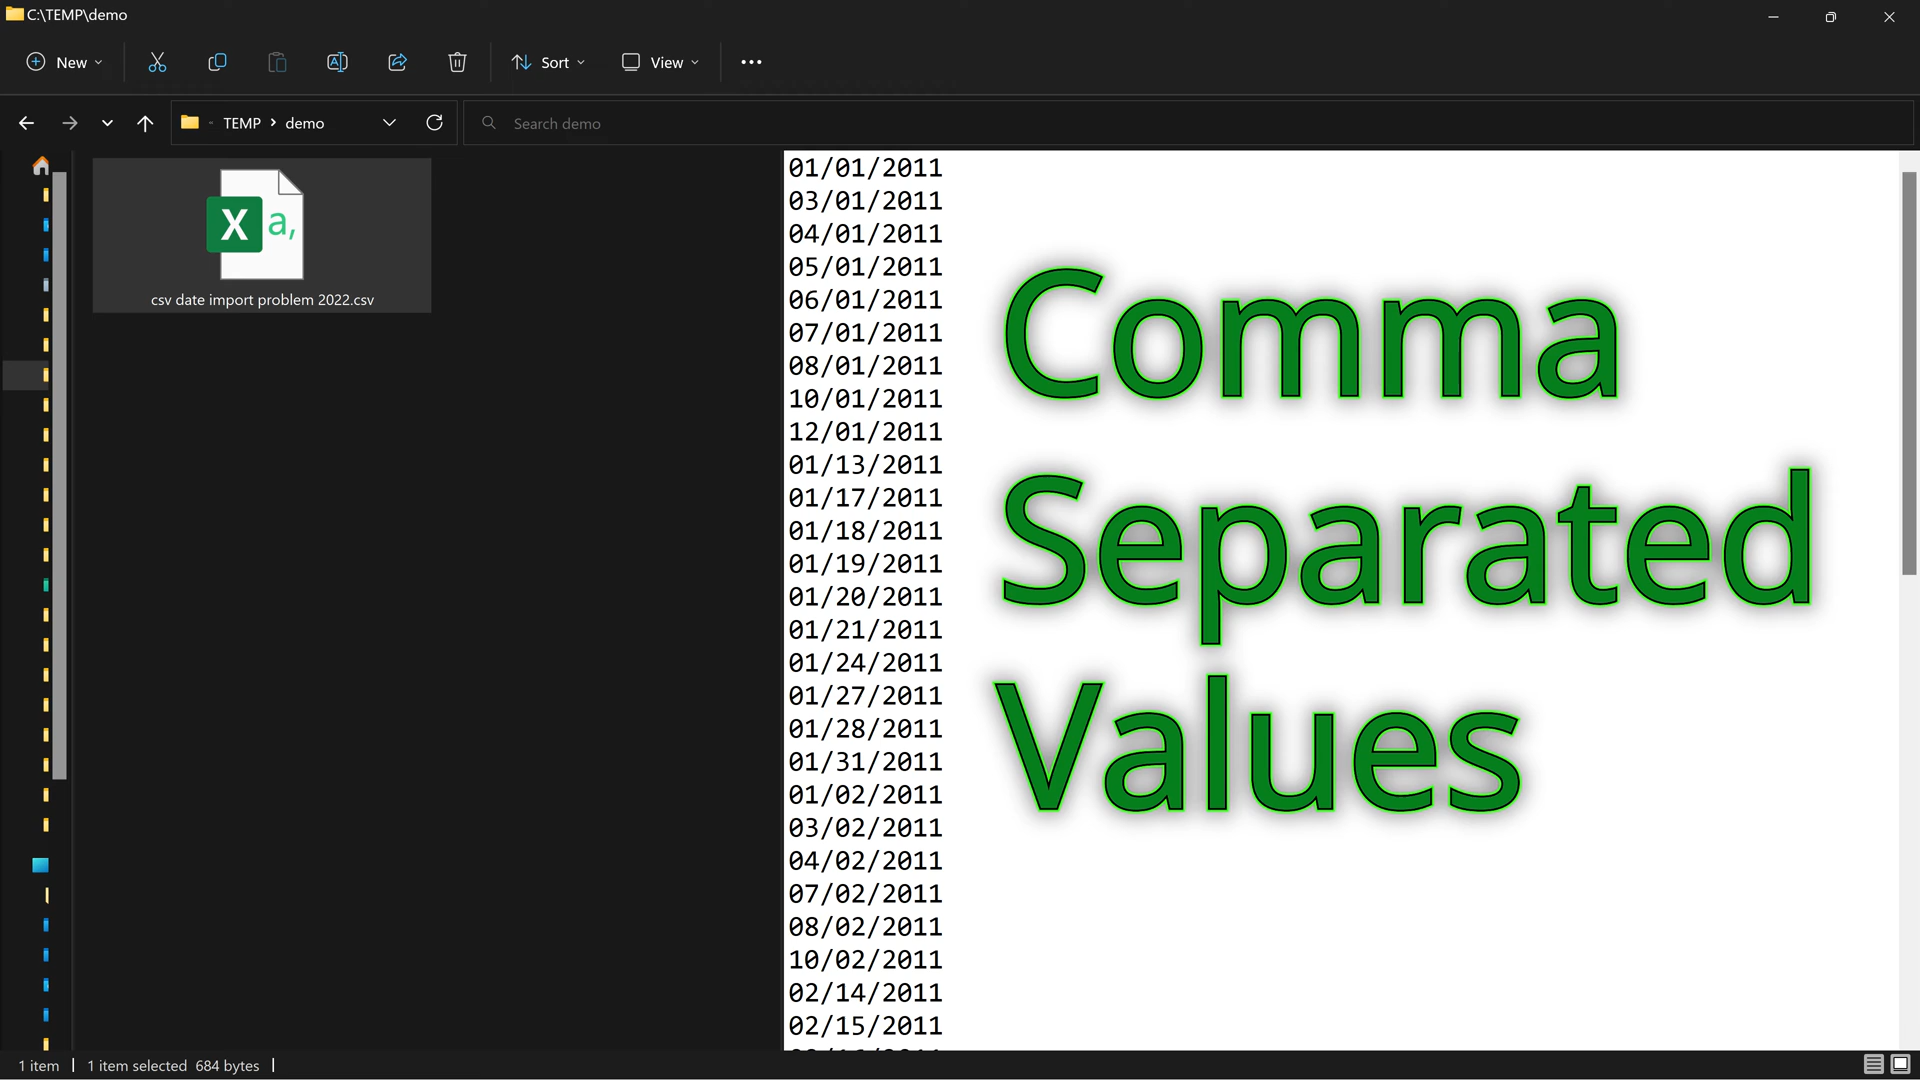 C:\TEMP\demo
New
Sort
View
TEMP > demo
Search demo
X a,
csv date import problem 2022.csv
01/01/2011
03/01/2011
04/01/2011
05/01/2011
06/01/2011
07/01/2011
08/01/2011
10/01/2011
12/01/2011
01/13/2011
01/17/2011
01/18/2011
01/19/2011
01/20/2011
01/21/2011
01/24/2011
01/27/2011
01/28/2011
01/31/2011
01/02/2011
03/02/2011
04/02/2011
07/02/2011
08/02/2011
10/02/2011
02/14/2011
02/15/2011
Comma
Separated
Values
1 item
1 item selected 684 bytes